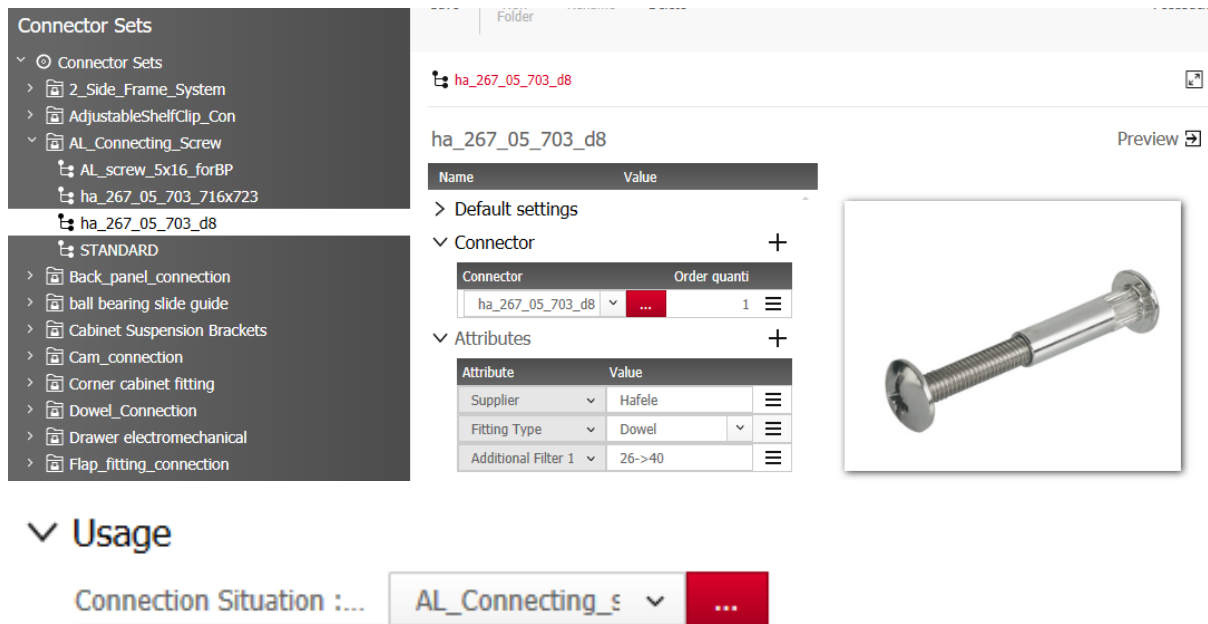 Folder
Connector Sets
Connector Sets
2_Side_Frame_System
AdjustableShelfClip_Con
AL_Connecting_Screw
AL_screw_5x16_forBP
ha_267_05_703_716x723
ha_267_05_703_d8
STANDARD
Back_panel_connection
ball bearing slide guide
Cabinet Suspension Brackets
Cam_connection
Corner cabinet fitting
Dowel_Connection
Drawer electromechanical
Flap_fitting_connection
ha_267_05_703_d8
ha_267_05_703_d8
Preview
Name Value
Default settings
Connector
Connector Order quanti
ha_267_05_703_d8 ... 1
Attributes
Attribute Value
Supplier Hafele
Fitting Type Dowel
Additional Filter 1 26->40
Usage
Connection Situation :... AL_Connecting_s ...